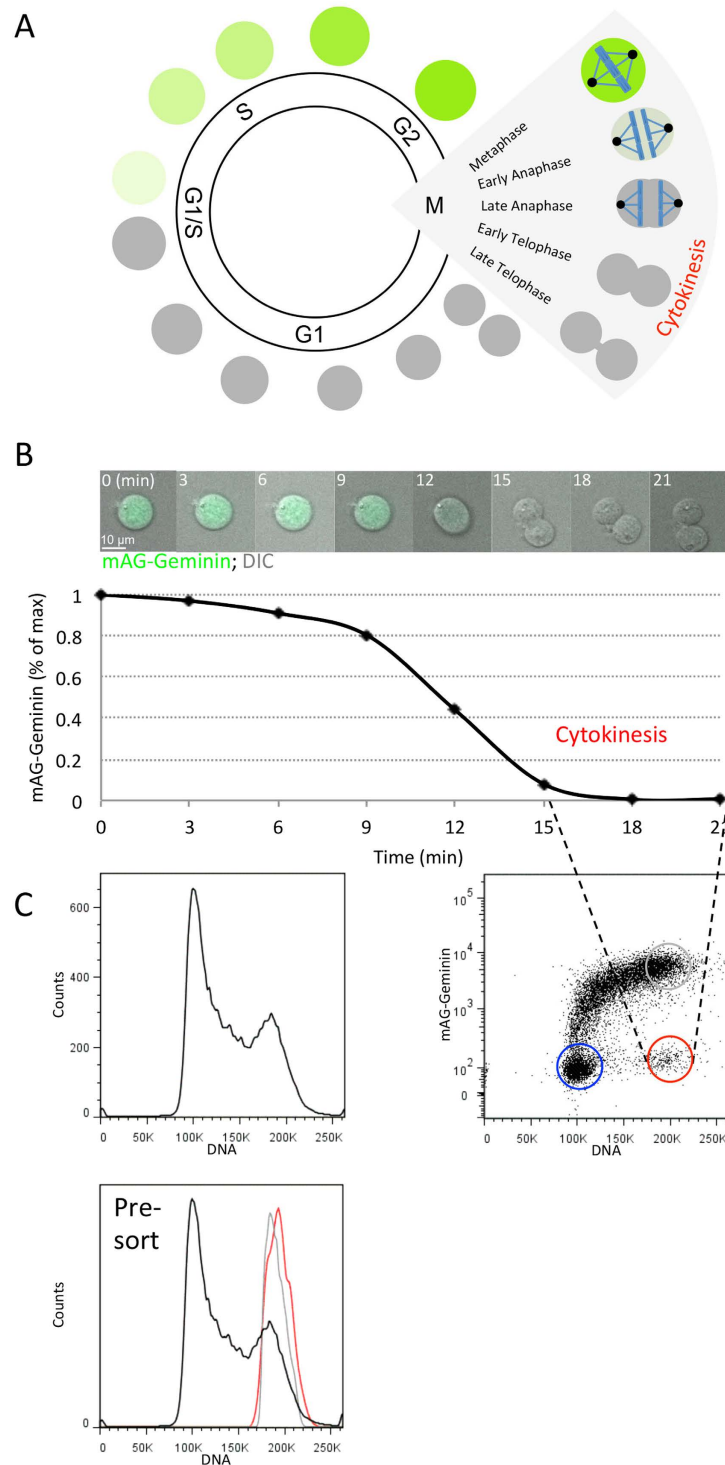 A
S
G2
G1/S
M
G1
Metaphase
Early Anaphase
Late Anaphase
Early Telophase
Late Telophase
Cytokinesis
B
0 (min) 3 6 9 12 15 18 21
10 μm
mAG-Geminin; DIC
mAG-Geminin (% of max)
1
0.8
0.6
0.4
0.2
0
Cytokinesis
0 3 6 9 12 15 18
Time (min)
C
Counts
600
400
200
0
0 50K 100K 150K 200K 250K
DNA
mAG-Geminin
10^5
10^4
10^3
10^2
0
0 50K 100K 150K 200K 250K
DNA
Pre-
sort
Counts
0
0 50K 100K 150K 200K 250K
DNA